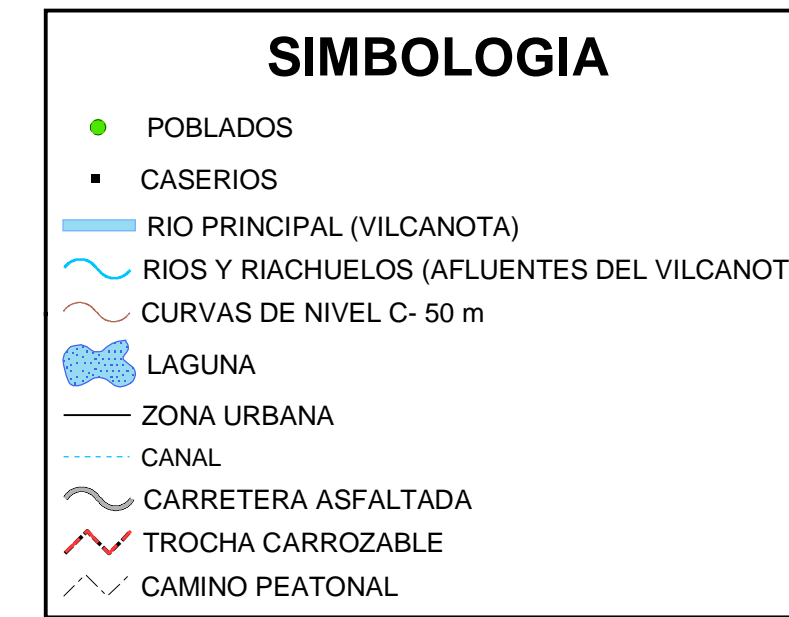 SIMBOLOGIA
POBLADOS
CASERIOS
RIO PRINCIPAL (VILCANOTA)
RIOS Y RIACHUELOS (AFLUENTES DEL VILCANOT
CURVAS DE NIVEL C- 50 m
LAGUNA
ZONA URBANA
CANAL
CARRETERA ASFALTADA
TROCHA CARROZABLE
CAMINO PEATONAL